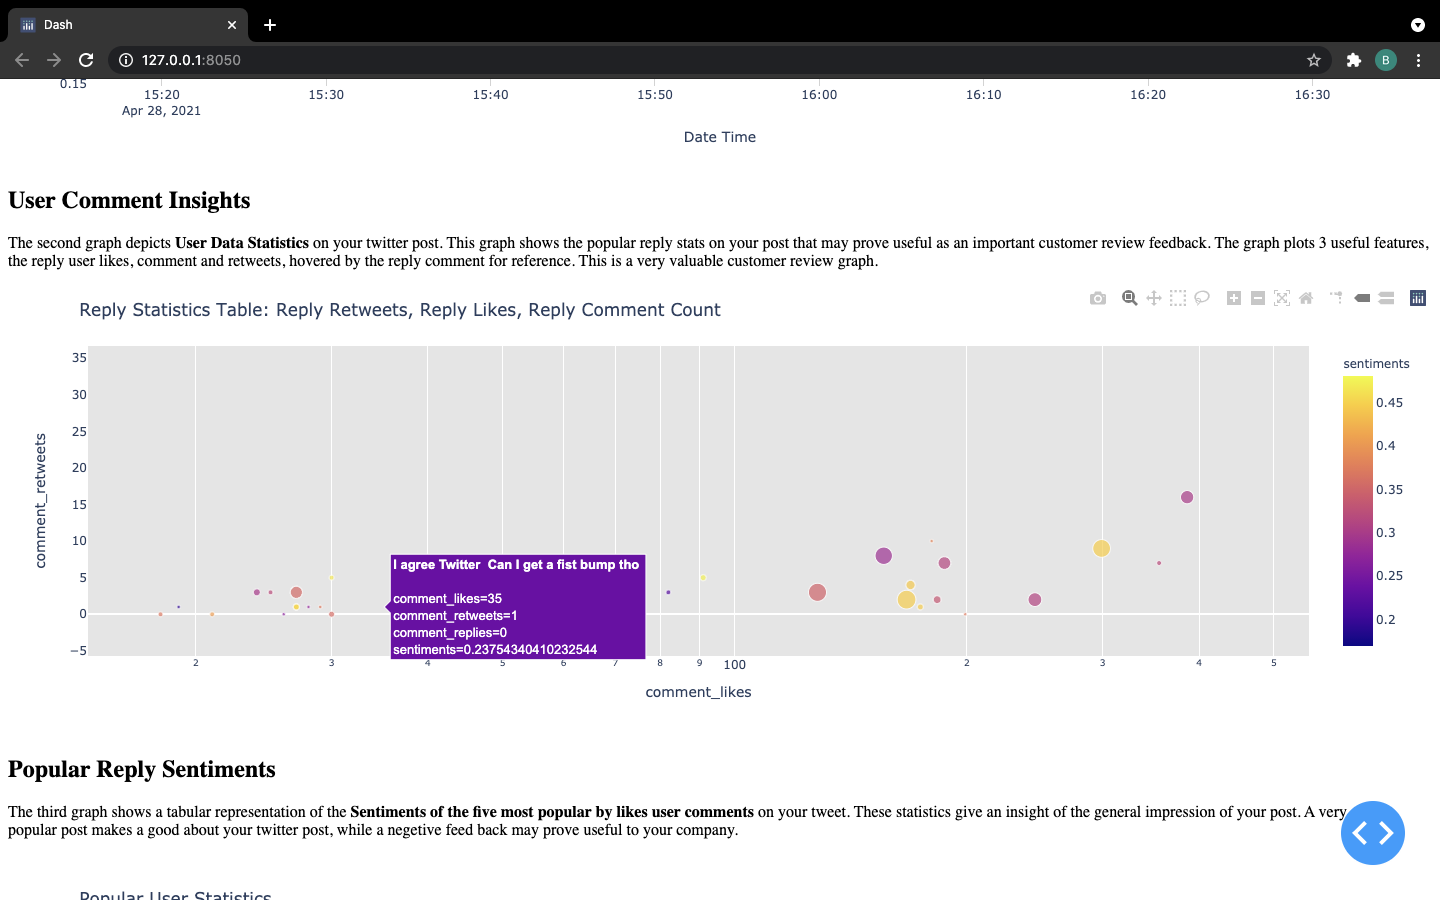 Dash
127.0.0.1:8050
B
0.15
15:20 15:30 15:40 15:50 16:00 16:10 16:20 16:30
Apr 28, 2021
Date Time
User Comment Insights
The second graph depicts User Data Statistics on your twitter post. This graph shows the popular reply stats on your post that may prove useful as an important customer review feedback. The graph plots 3 useful features,
the reply user likes, comment and retweets, hovered by the reply comment for reference. This is a very valuable customer review graph.
Reply Statistics Table: Reply Retweets, Reply Likes, Reply Comment Count
sentiments
35
30
25
20
15
10
5
0
−5
comment_retweets
0.45
0.4
0.35
0.3
0.25
0.2
I agree Twitter  Can I get a fist bump tho
comment_likes=35
comment_retweets=1
comment_replies=0
sentiments=0.23754340410232544
2 3 4 5 6 7 8 9 100 2 3 4 5
comment_likes
Popular Reply Sentiments
The third graph shows a tabular representation of the Sentiments of the five most popular by likes user comments on your tweet. These statistics give an insight of the general impression of your post. A very
popular post makes a good about your twitter post, while a negetive feed back may prove useful to your company.
Popular User Statistics